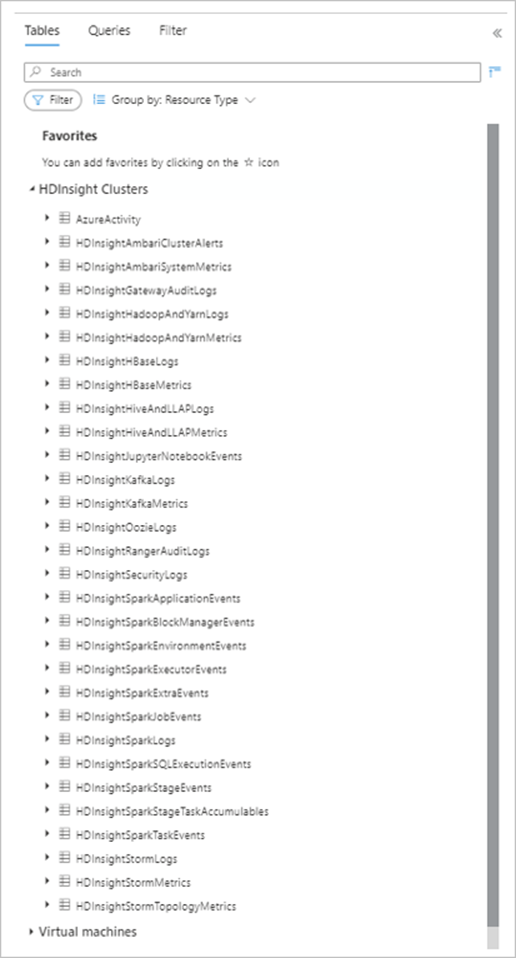 Tables Queries Filter
Search
Filter Group by: Resource Type
Favorites
You can add favorites by clicking on the ☆ icon
HDInsight Clusters
AzureActivity
HDInsightAmbariClusterAlerts
HDInsightAmbariSystemMetrics
HDInsightGatewayAuditLogs
HDInsightHadoopAndYarnLogs
HDInsightHadoopAndYarnMetrics
HDInsightHBaseLogs
HDInsightHBaseMetrics
HDInsightHiveAndLLAPLogs
HDInsightHiveAndLLAPMetrics
HDInsightJupyterNotebookEvents
HDInsightKafkaLogs
HDInsightKafkaMetrics
HDInsightOozieLogs
HDInsightRangerAuditLogs
HDInsightSecurityLogs
HDInsightSparkApplicationEvents
HDInsightSparkBlockManagerEvents
HDInsightSparkEnvironmentEvents
HDInsightSparkExecutorEvents
HDInsightSparkExtraEvents
HDInsightSparkJobEvents
HDInsightSparkLogs
HDInsightSparkSQLExecutionEvents
HDInsightSparkStageEvents
HDInsightSparkStageTaskAccumulables
HDInsightSparkTaskEvents
HDInsightStormLogs
HDInsightStormMetrics
HDInsightStormTopologyMetrics
Virtual machines